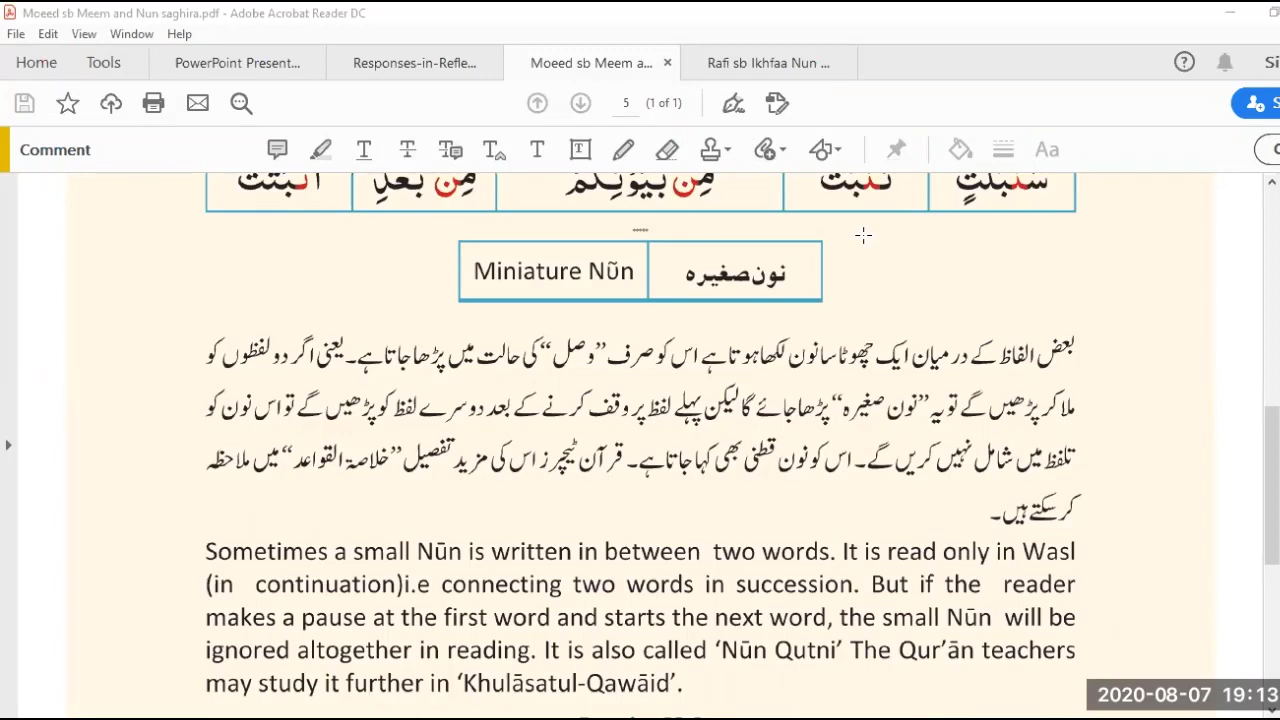 Moeed sb Meem and Nun saghira.pdf - Adobe Acrobat Reader DC
File Edit View Window Help
Home Tools PowerPoint Present... Responses-in-Refle... Moeed sb Meem a... × Rafi sb Ikhfaa Nun ...
5 (1 of 1)
Comment
مِن بُيُوتِكُم مِن بَعْدِ
Miniature Nũn نون صغیرہ
بعض الفاظ کے درمیان ایک چھوٹا سا نون لکھا ہوتا ہے اس کو صرف ”وصل“ کی حالت میں پڑھا جاتا ہے۔ یعنی اگر دو لفظوں کو
ملا کر پڑھیں گے تو یہ ”نون صغیرہ“ پڑھا جائے گا لیکن پہلے لفظ پر وقف کرنے کے بعد دوسرے لفظ کو پڑھیں گے تو اس نون کو
تلفظ میں شامل نہیں کریں گے۔ اس کو نون قطنی بھی کہا جاتا ہے۔ قرآن ٹیچرز اس کی مزید تفصیل ”خلاصۃ القواعد“ میں ملاحظہ
کر سکتے ہیں۔
Sometimes a small Nūn is written in between two words. It is read only in Wasl
(in continuation)i.e connecting two words in succession. But if the reader
makes a pause at the first word and starts the next word, the small Nūn will be
ignored altogether in reading. It is also called ‘Nūn Qutni’ The Qur’ān teachers
may study it further in ‘Khulāsatul-Qawāid’.
2020-08-07 19:13